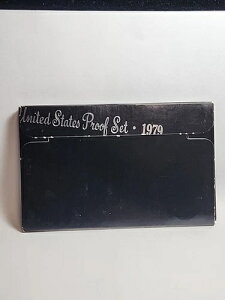 United States Proof Set • 1979